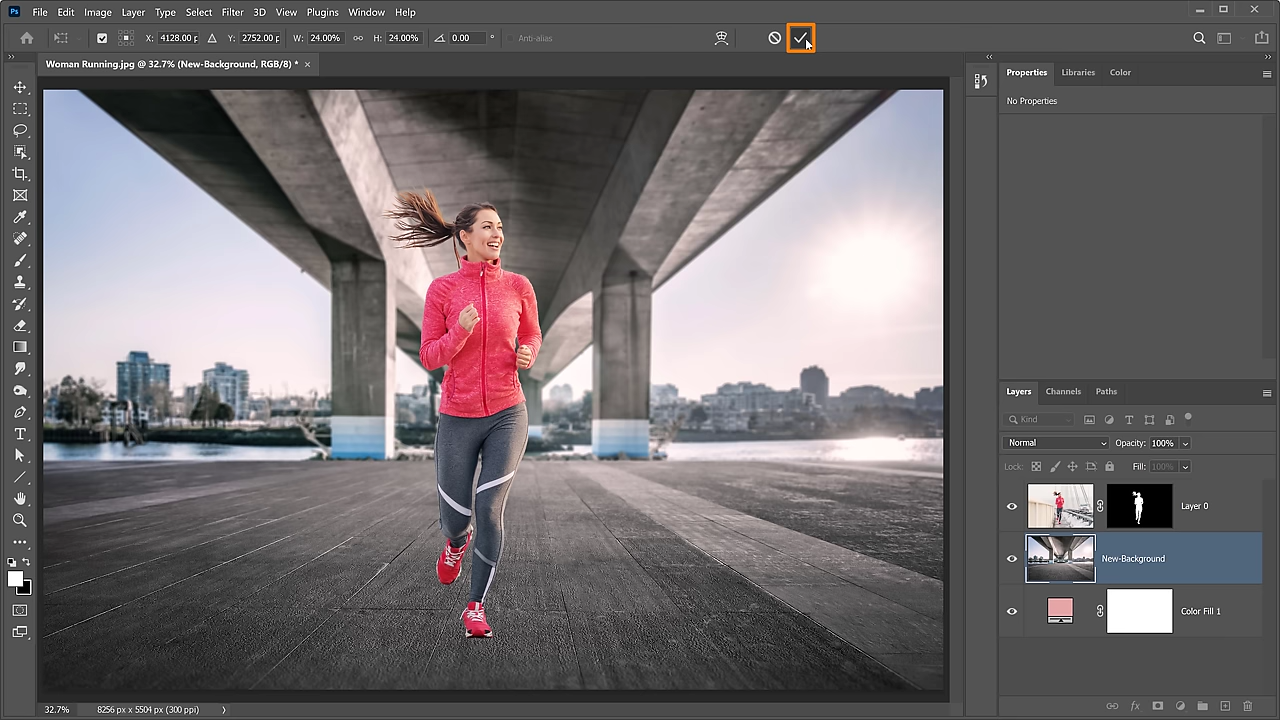 Ps File Edit Image Layer Type Select Filter 3D View Plugins Window Help
X: 4128.00 p Y: 2752.00 p W: 24.00% H: 24.00% 0.00 ° Anti-alias
Woman Running.jpg @ 32.7% (New-Background, RGB/8) * ×
Properties Libraries Color
No Properties
Layers Channels Paths
Kind
Normal Opacity: 100%
Lock: Fill: 100%
Layer 0
New-Background
Color Fill 1
32.7% 8256 px x 5504 px (300 ppi)